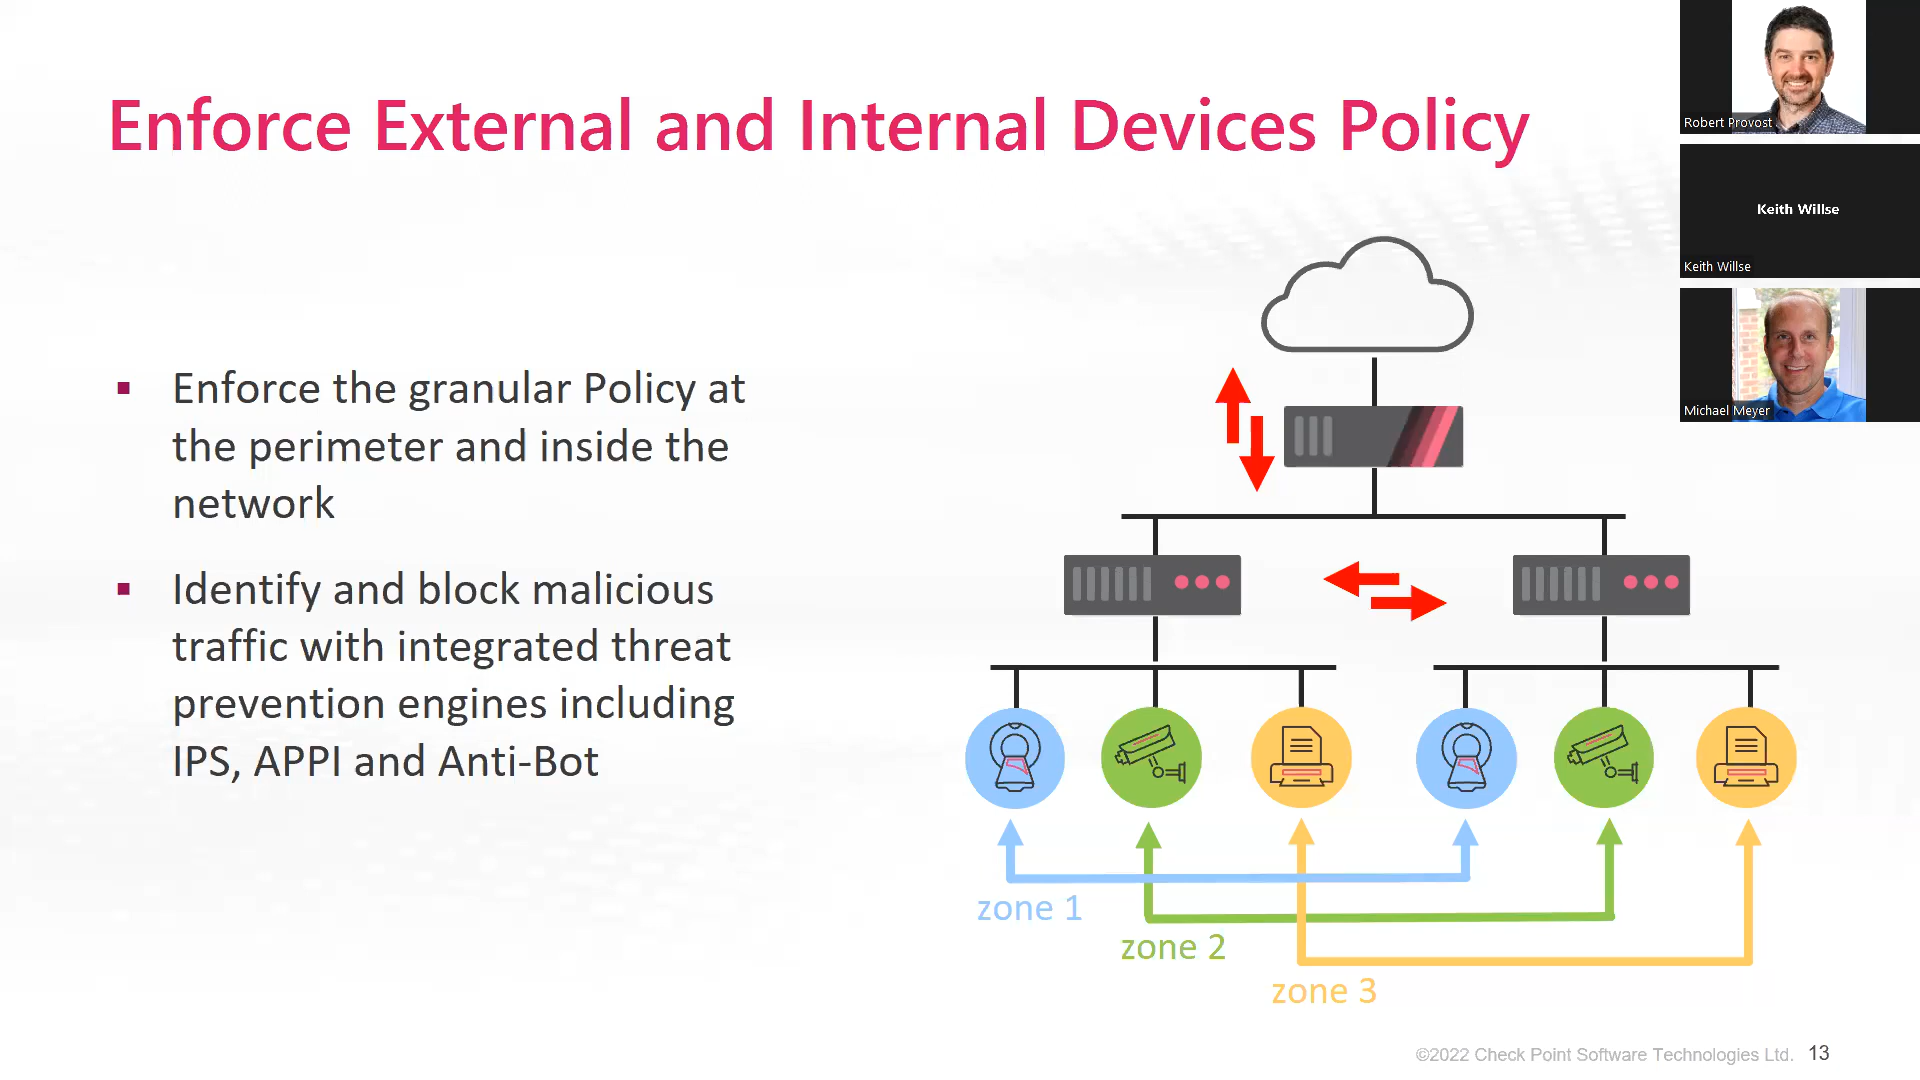 Enforce External and Internal Devices Policy
Robert Provost
Keith Willse
Keith Willse
Michael Meyer
Enforce the granular Policy at
the perimeter and inside the
network
Identify and block malicious
traffic with integrated threat
prevention engines including
IPS, APPI and Anti-Bot
zone 1
zone 2
zone 3
©2022 Check Point Software Technologies Ltd. 13